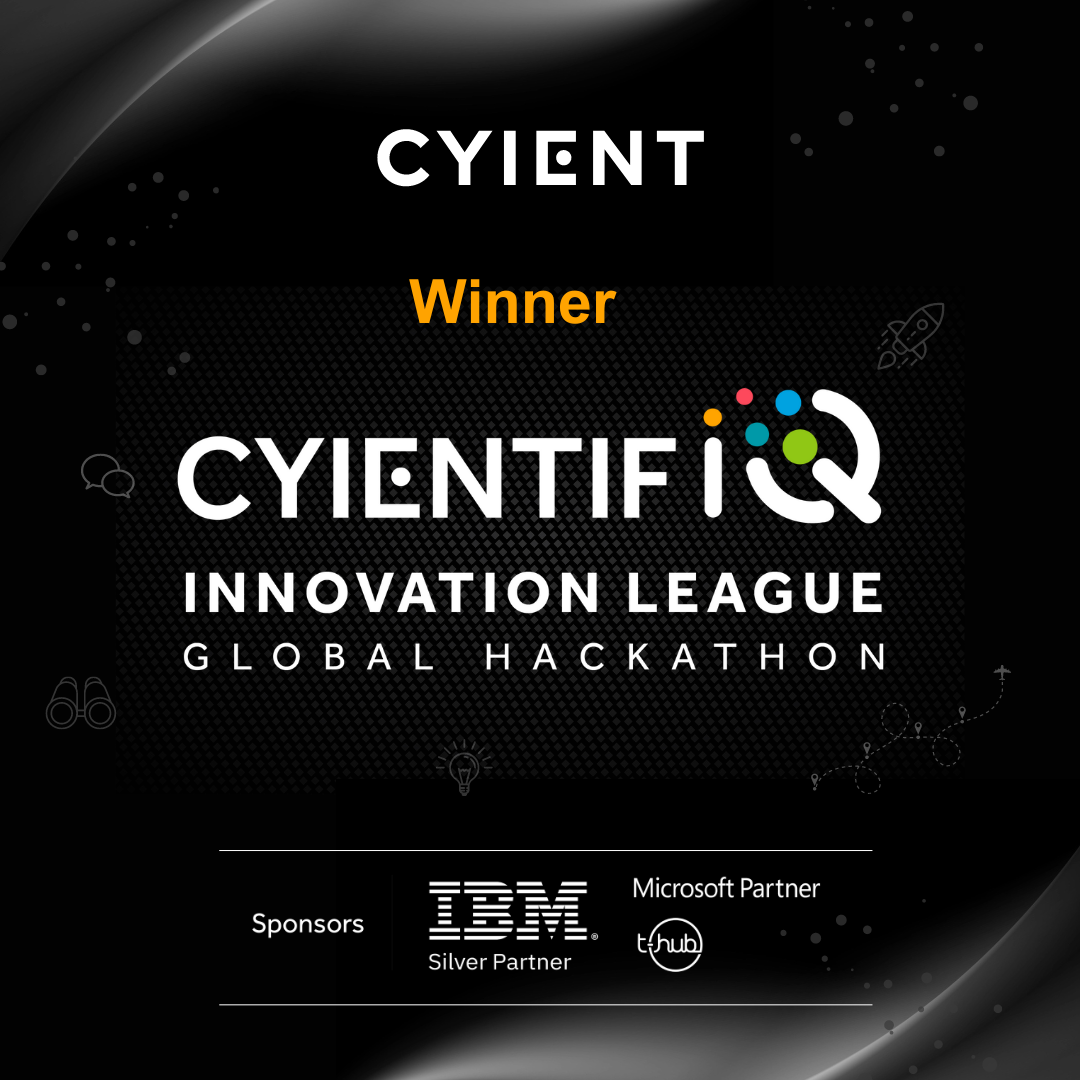 CYIENT
Winner
CYIENTIFIQ
INNOVATION LEAGUE
GLOBAL HACKATHON
Sponsors
IBM®
Silver Partner
Microsoft Partner
t-hub